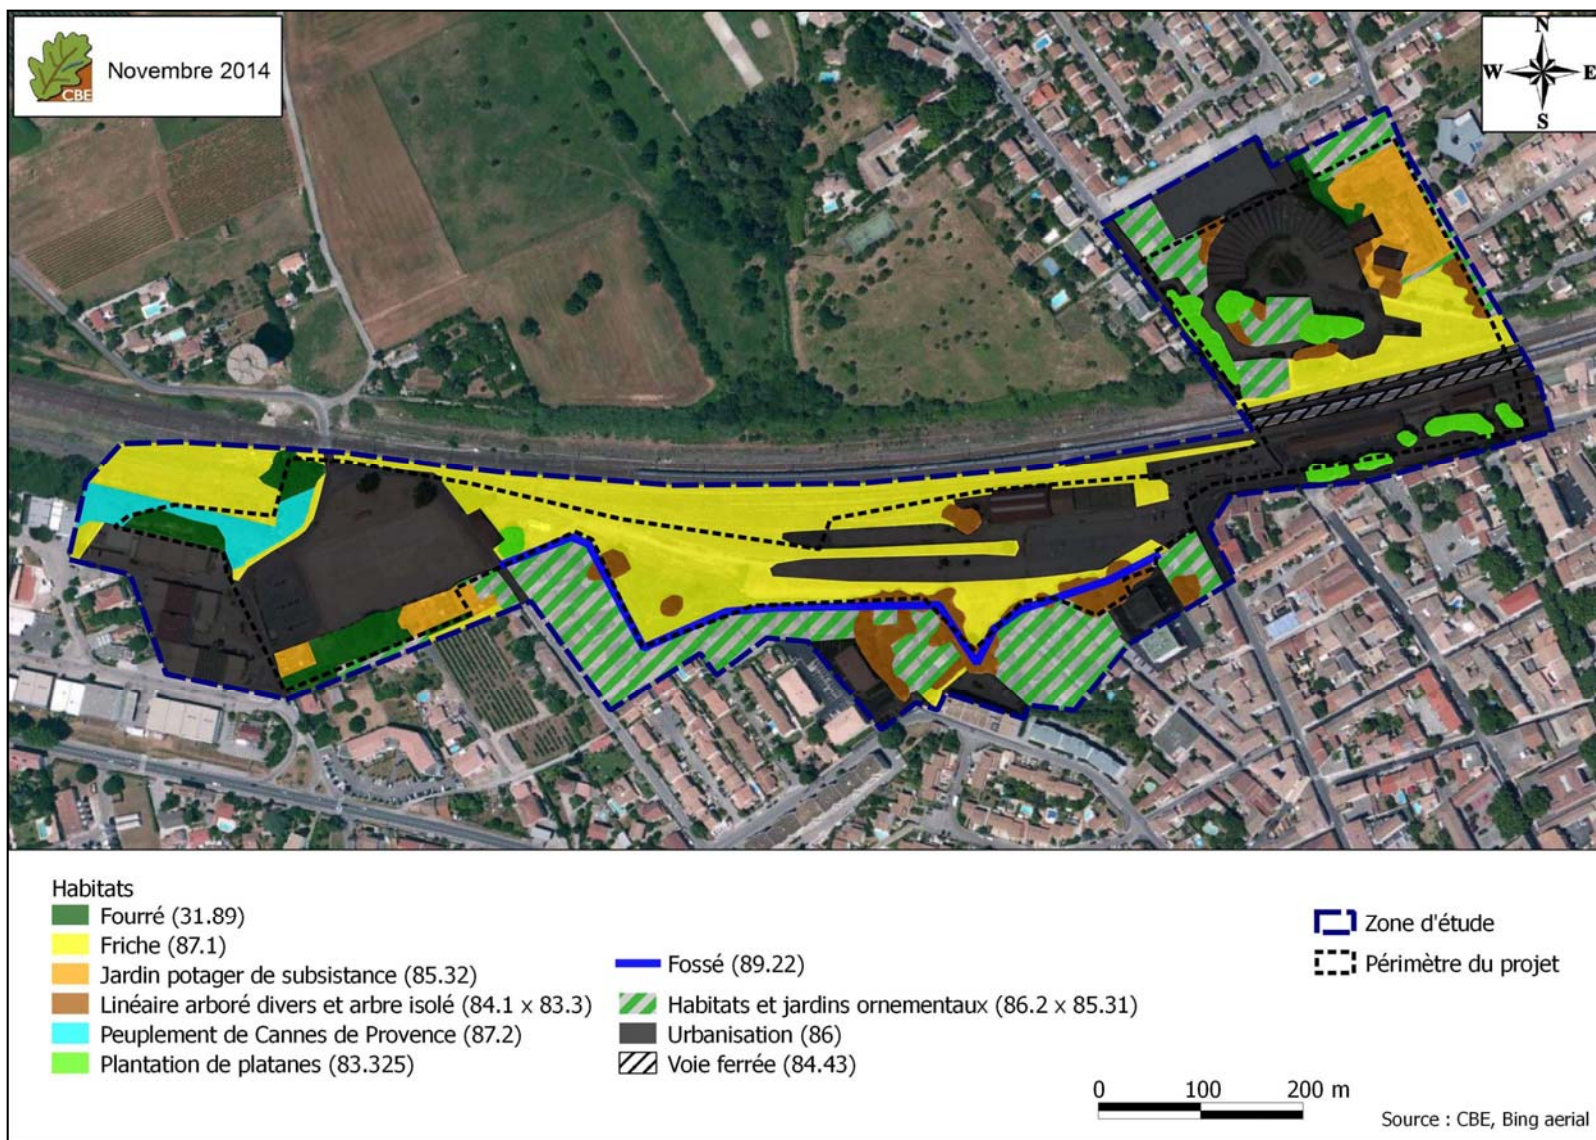 CBE
Novembre 2014
N
W E
S
Habitats
Fourré (31.89)
Friche (87.1)
Jardin potager de subsistance (85.32)
Linéaire arboré divers et arbre isolé (84.1 x 83.3)
Peuplement de Cannes de Provence (87.2)
Plantation de platanes (83.325)
Fossé (89.22)
Habitats et jardins ornementaux (86.2 x 85.31)
Urbanisation (86)
Voie ferrée (84.43)
Zone d'étude
Périmètre du projet
0 100 200 m
Source : CBE, Bing aerial